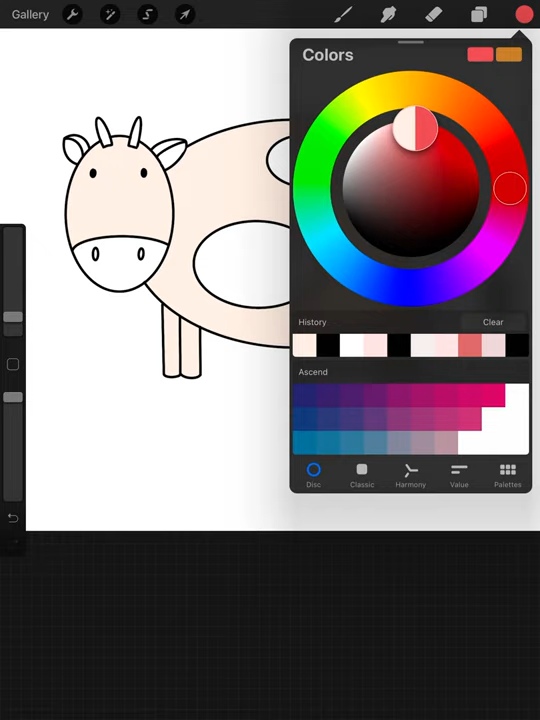 Gallery
Colors
History Clear
Ascend
Disc Classic Harmony Value Palettes